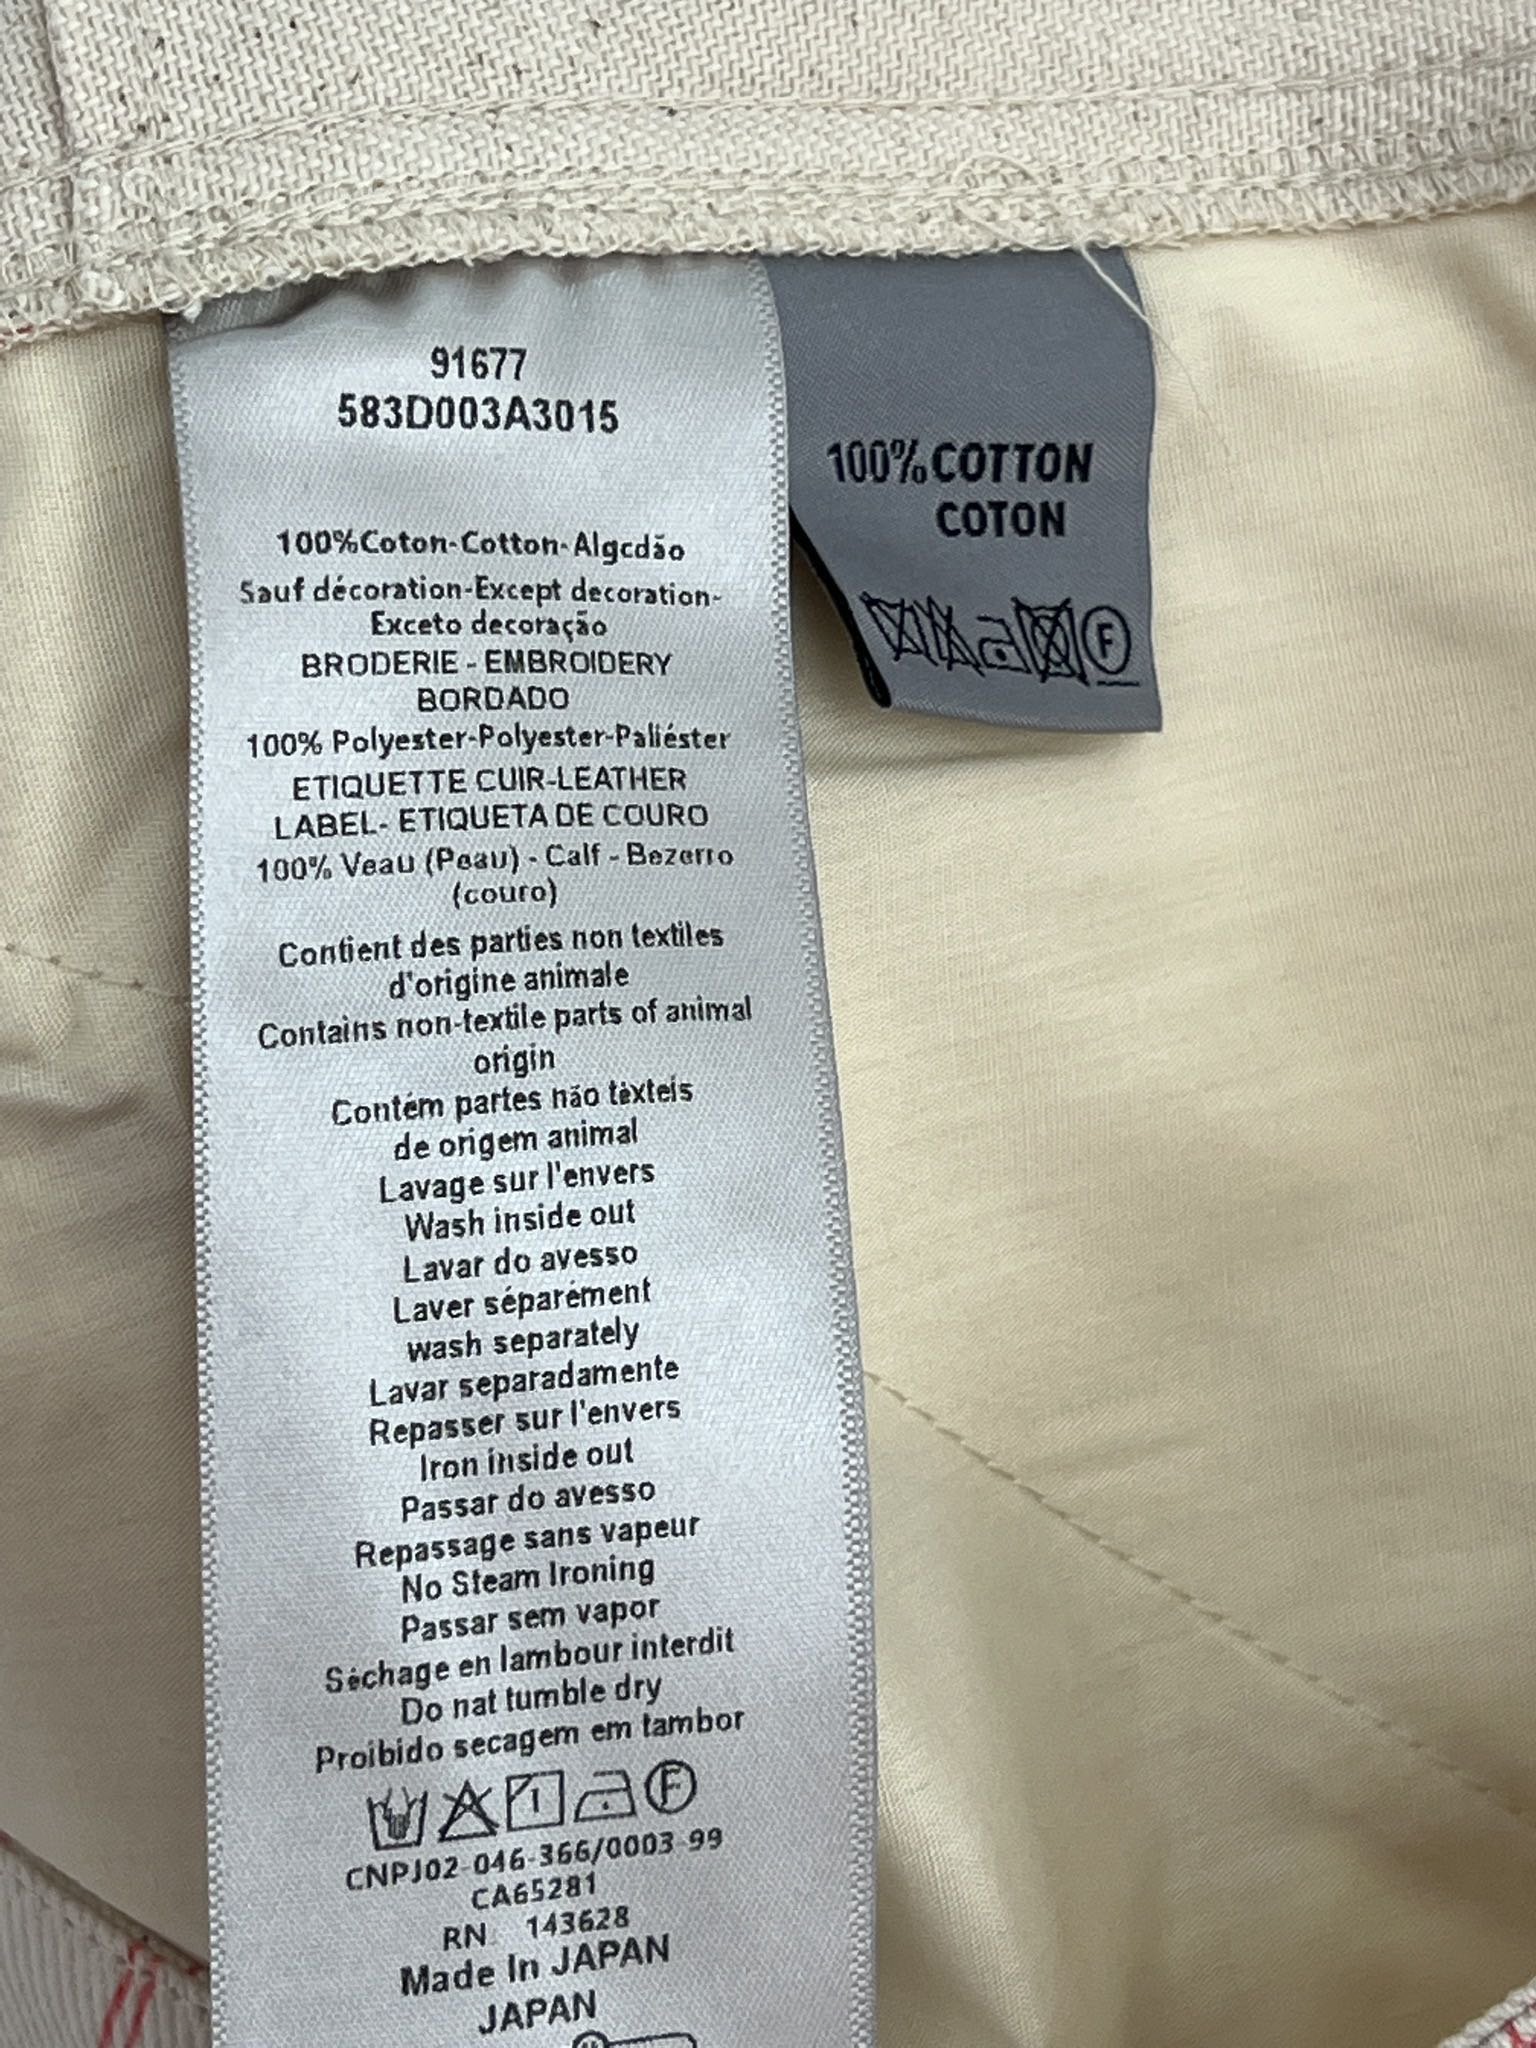 91677
583D003A3015
100%Coton-Cotton-Algcdão
Sauf décoration-Except decoration-
Exceto decoração
BRODERIE - EMBROIDERY
BORDADO
100% Polyester-Polyester-Paliéster
ETIQUETTE CUIR-LEATHER
LABEL- ETIQUETA DE COURO
100% Veau (Peau) - Calf - Bezerro
(couro)
Contient des parties non textiles
d'origine animale
Contains non-textile parts of animal
origin
Contém partes não tèxteis
de origem animal
Lavage sur l'envers
Wash inside out
Lavar do avesso
Laver séparément
wash separately
Lavar separadamente
Repasser sur l'envers
Iron inside out
Passar do avesso
Repassage sans vapeur
No Steam Ironing
Passar sem vapor
Séchage en lambour interdit
Do nat tumble dry
Proibido secagem em tambor
F
CNPJ02-046-366/0003-99
CA65281
RN 143628
Made In JAPAN
JAPAN
100%COTTON
COTON
F